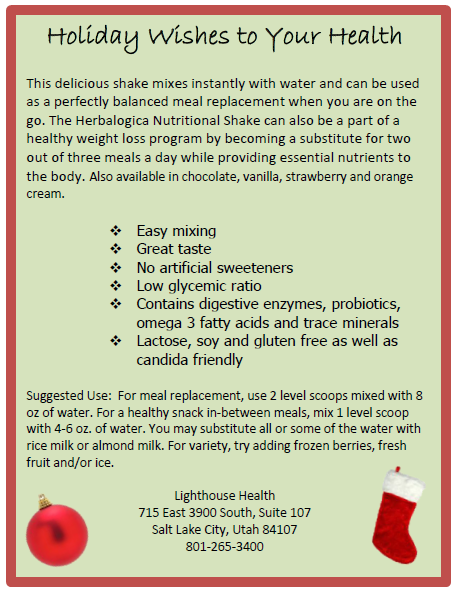 Holiday Wishes to Your Health
This delicious shake mixes instantly with water and can be used
as a perfectly balanced meal replacement when you are on the
go. The Herbalogica Nutritional Shake can also be a part of a
healthy weight loss program by becoming a substitute for two
out of three meals a day while providing essential nutrients to
the body. Also available in chocolate, vanilla, strawberry and orange
cream.
❖ Easy mixing
❖ Great taste
❖ No artificial sweeteners
❖ Low glycemic ratio
❖ Contains digestive enzymes, probiotics,
omega 3 fatty acids and trace minerals
❖ Lactose, soy and gluten free as well as
candida friendly
Suggested Use: For meal replacement, use 2 level scoops mixed with 8
oz of water. For a healthy snack in-between meals, mix 1 level scoop
with 4-6 oz. of water. You may substitute all or some of the water with
rice milk or almond milk. For variety, try adding frozen berries, fresh
fruit and/or ice.
Lighthouse Health
715 East 3900 South, Suite 107
Salt Lake City, Utah 84107
801-265-3400